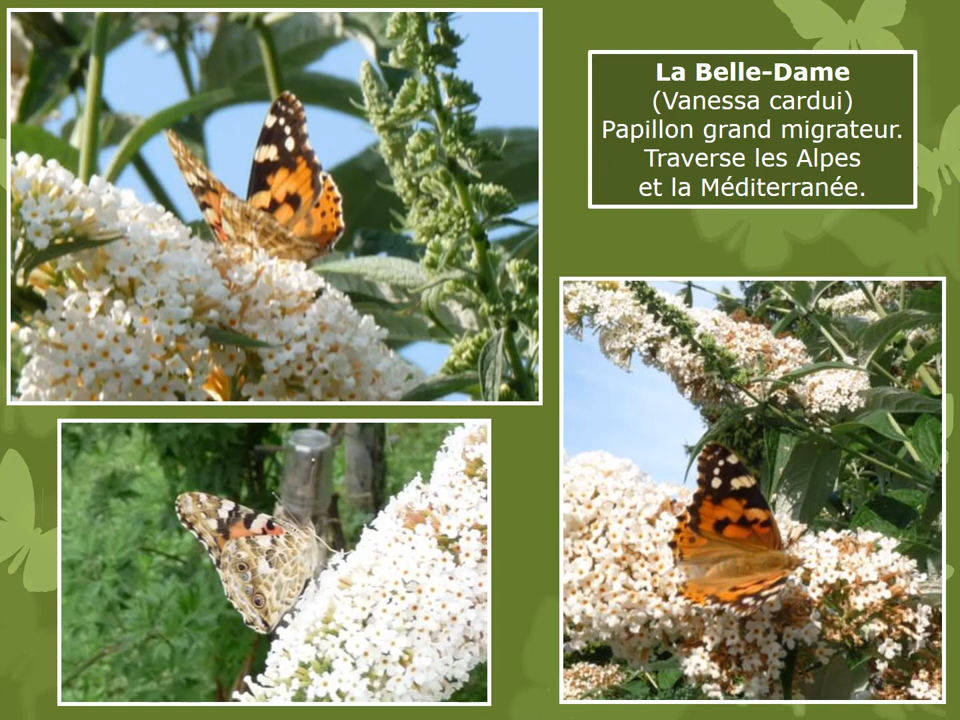 La Belle-Dame
(Vanessa cardui)
Papillon grand migrateur.
Traverse les Alpes
et la Méditerranée.